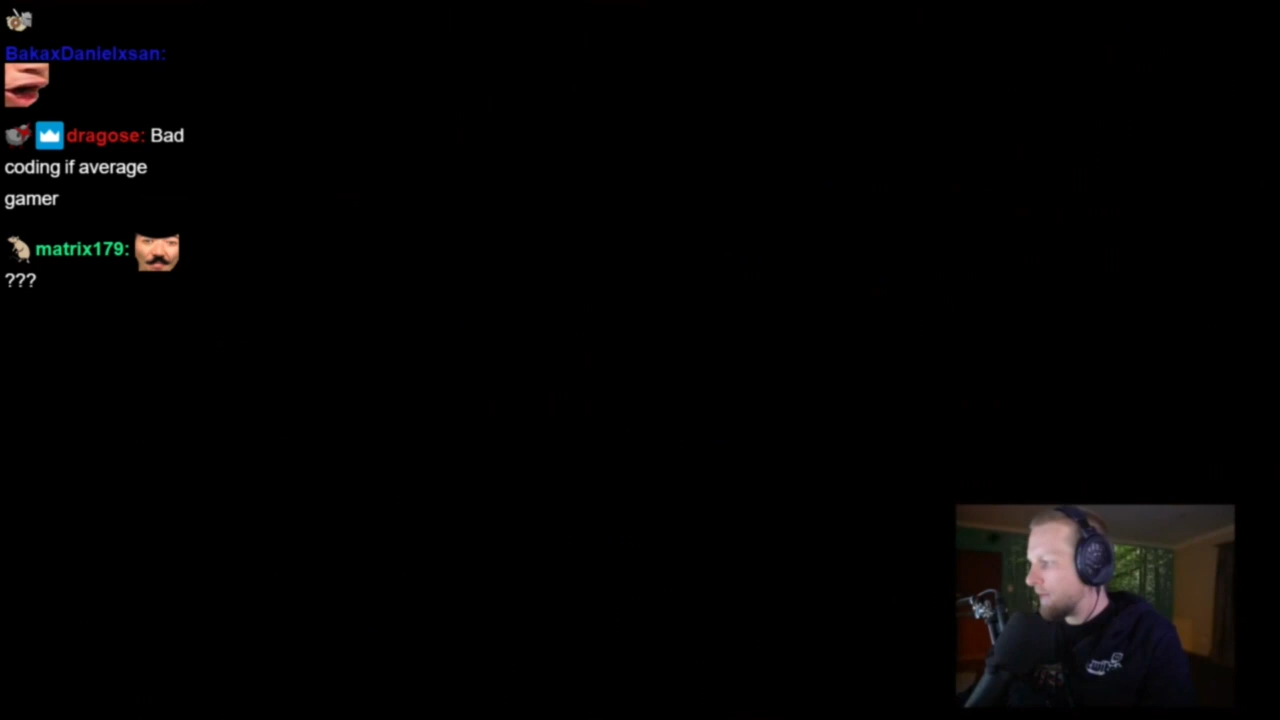 BakaxDanielxsan:
dragose: Bad
coding if average
gamer
matrix179:
???